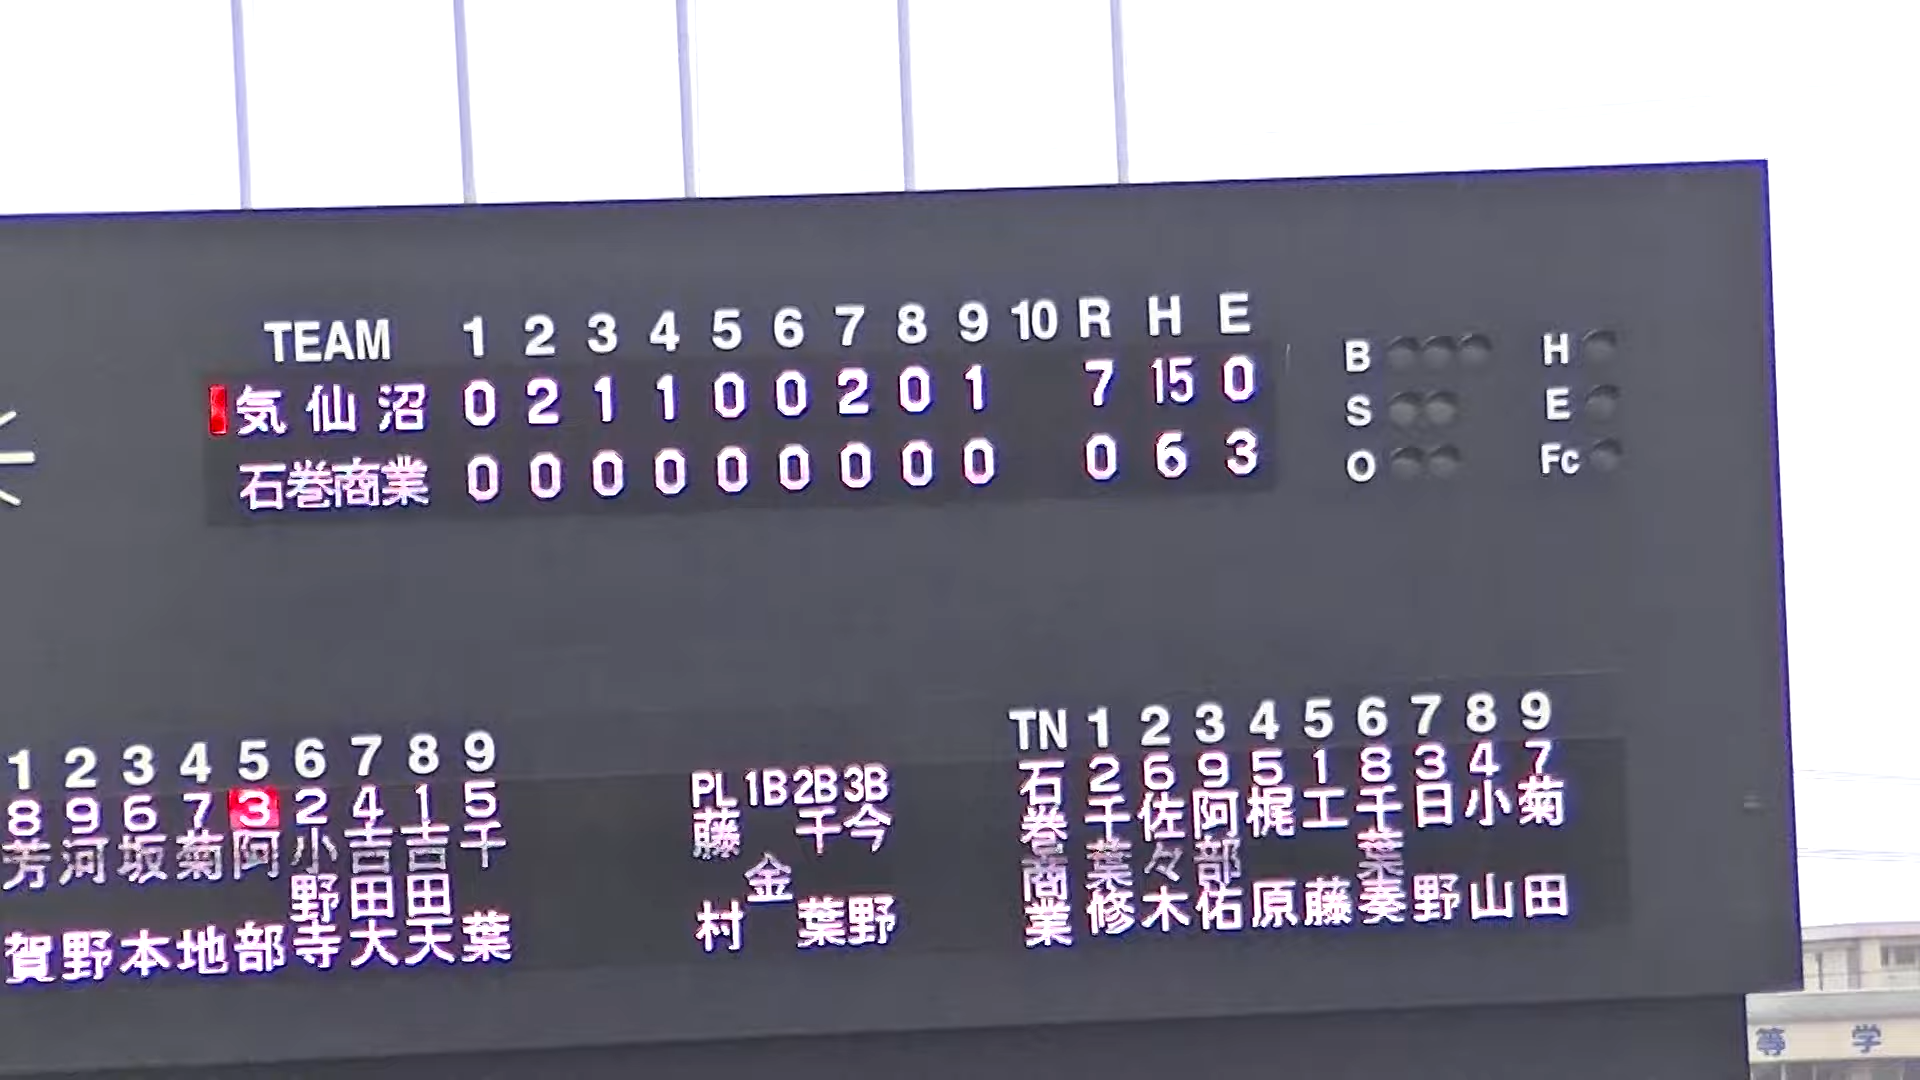 TEAM 1 2 3 4 5 6 7 8 9 10 R H E
気仙沼 0 2 1 1 0 0 2 0 1 7 15 0
石巻商業 0 0 0 0 0 0 0 0 0 0 6 3
B H
S E
O Fc
1 2 3 4 5 6 7 8 9
8 9 6 7 3 2 4 1 5
芳賀
河野
坂本
菊地
阿部
小野寺
吉田大
吉田天
千葉
PL 1B 2B 3B
藤村
金
千葉
今野
TN 1 2 3 4 5 6 7 8 9
2 6 9 5 1 8 3 4 7
石巻商業
千葉修
佐々木
阿部佑
梶原
工藤
千葉奏
日野
小山
菊田
等 学